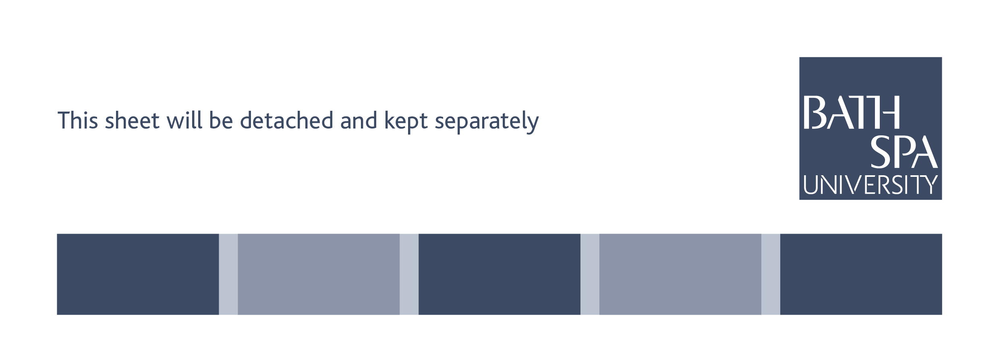 This sheet will be detached and kept separately
BATH
SPA
UNIVERSITY